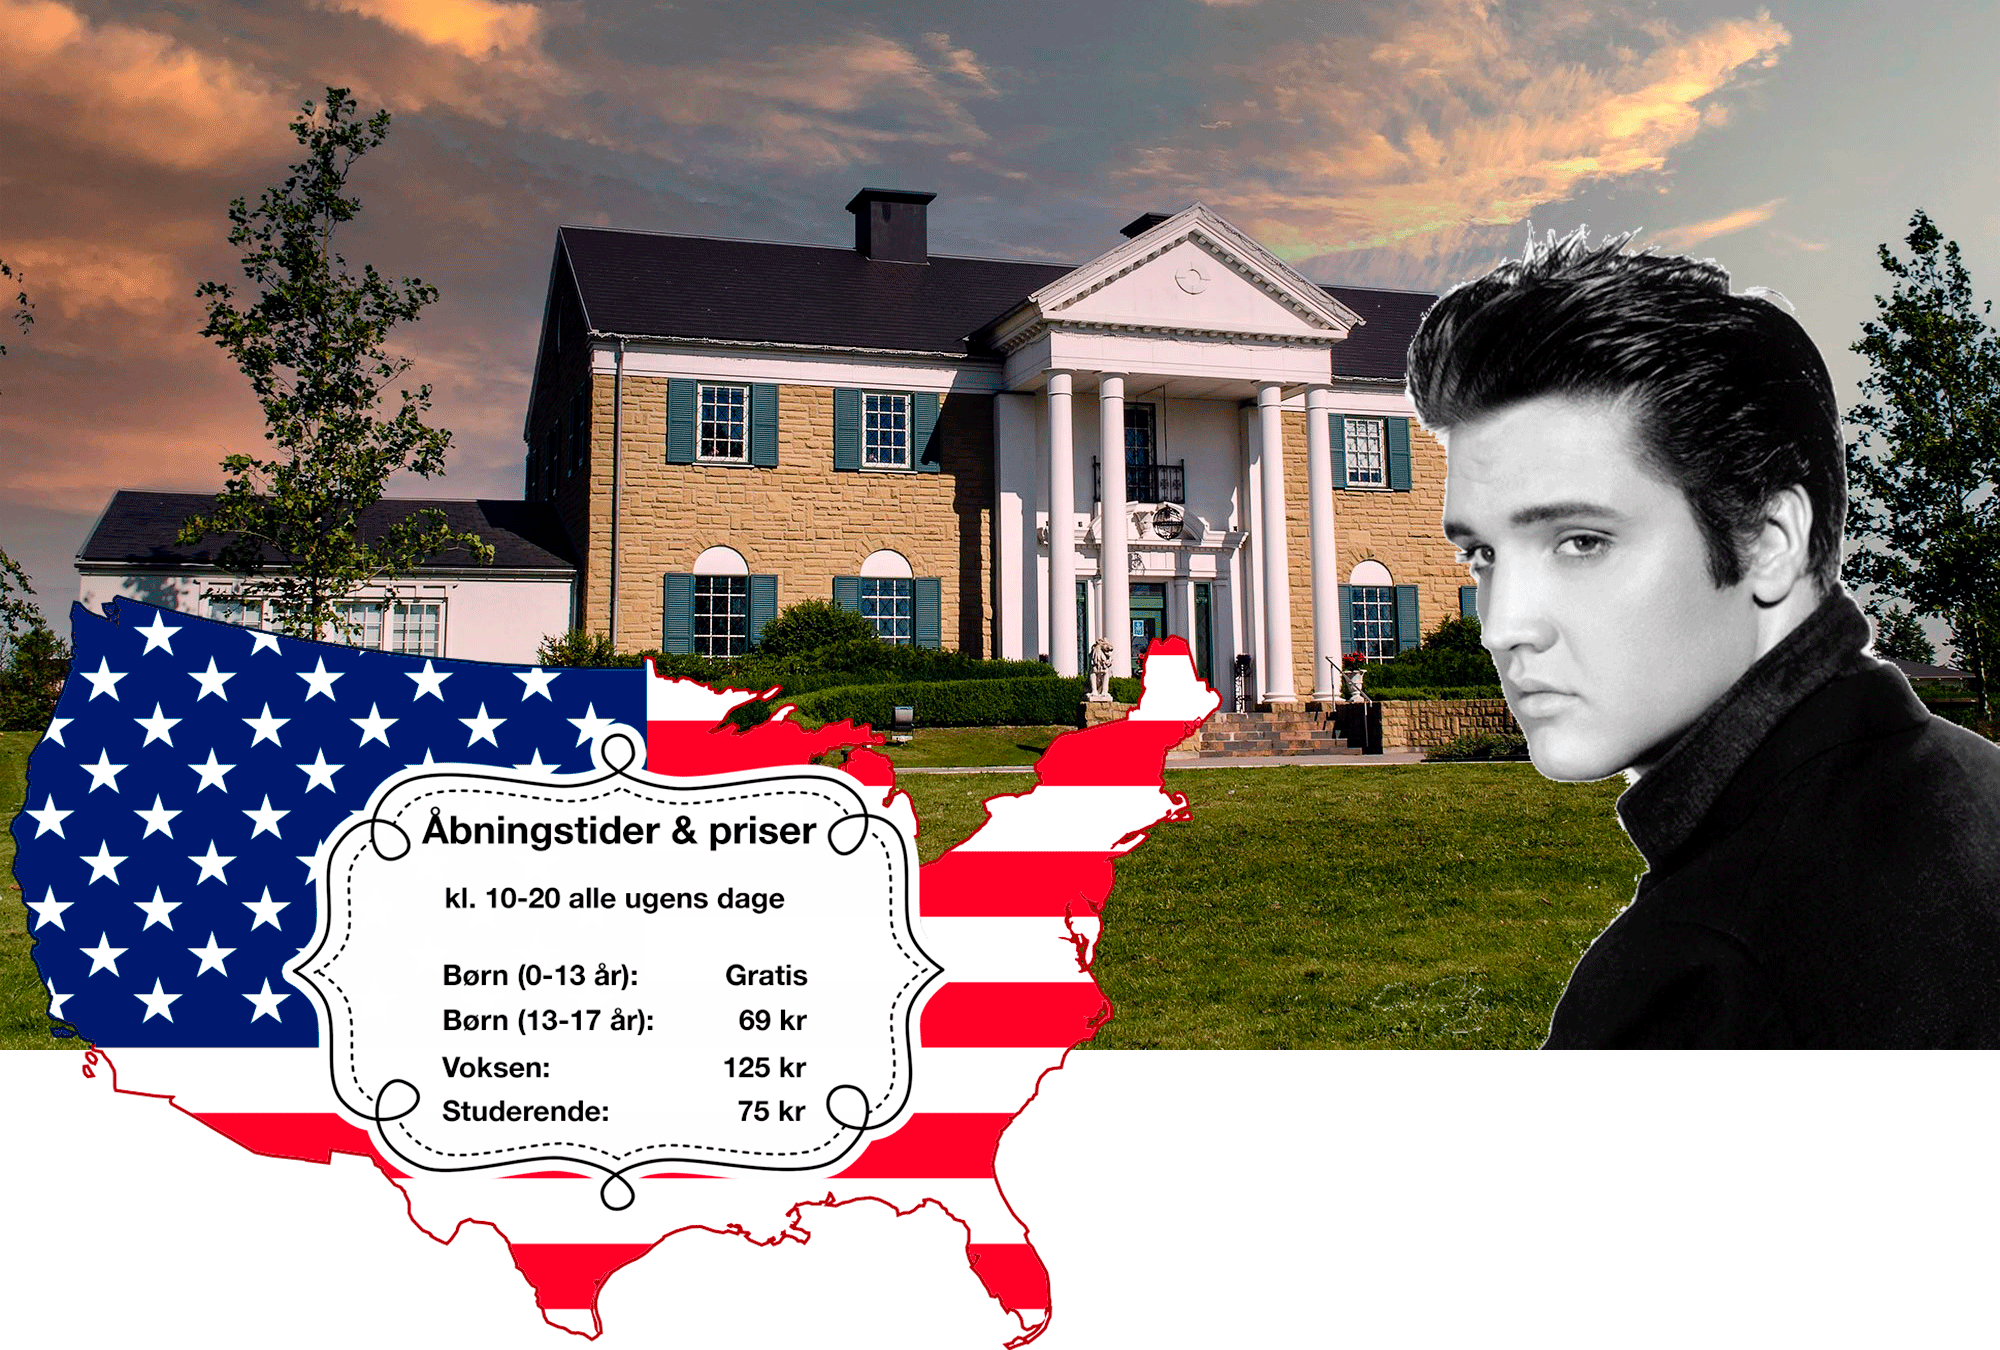 Åbningstider & priser
kl. 10-20 alle ugens dage
Børn (0-13 år): Gratis
Børn (13-17 år): 69 kr
Voksen: 125 kr
Studerende: 75 kr